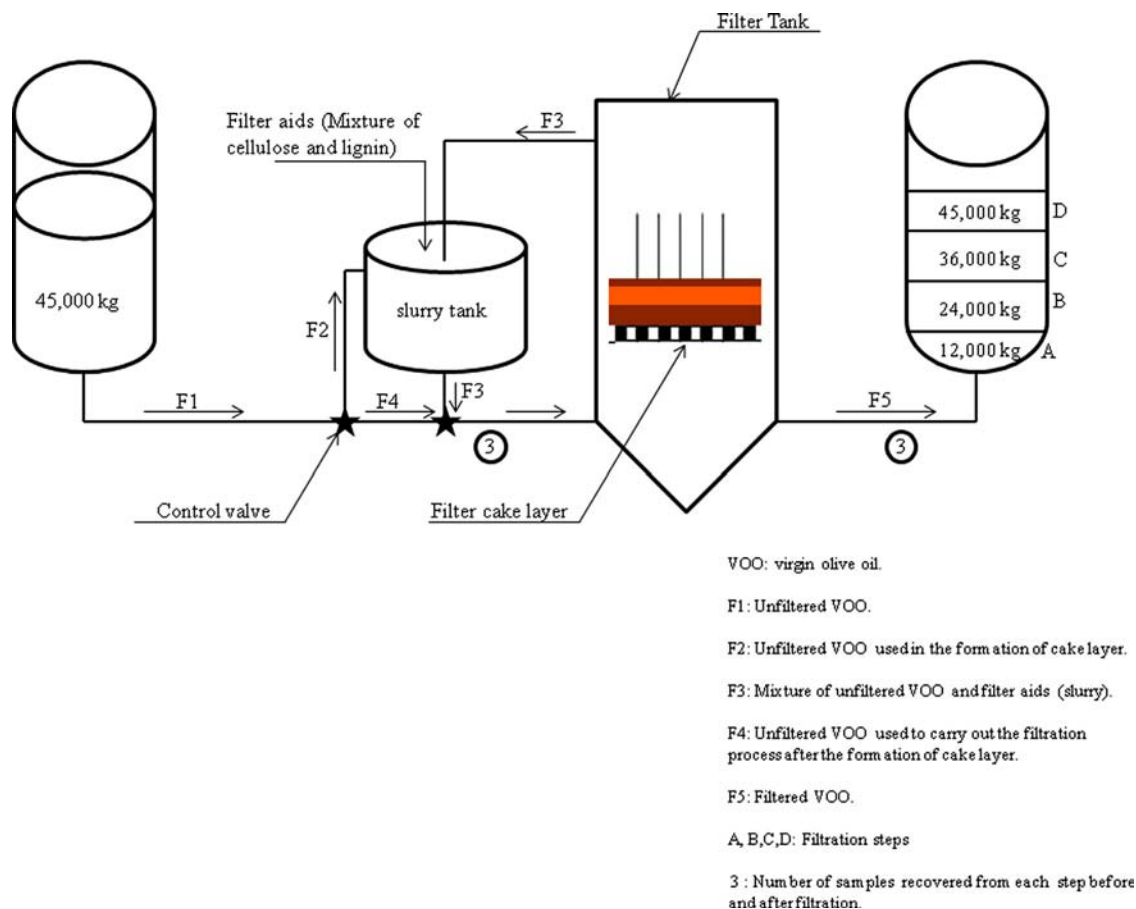 Filter Tank
Filter aids (Mixture of
cellulose and lignin)
F3
45,000 kg
D
36,000 kg
C
24,000 kg
B
12,000 kg
A
45,000 kg
slurry tank
F2
F1
F4
F3
F5
3
3
Control valve
Filter cake layer
VOO: virgin olive oil.
F1: Unfiltered VOO.
F2: Unfiltered VOO used in the formation of cake layer.
F3: Mixture of unfiltered VOO and filter aids (slurry).
F4: Unfiltered VOO used to carry out the filtration
process after the formation of cake layer.
F5: Filtered VOO.
A, B,C,D: Filtration steps
3 : Number of samples recovered from each step before
and after filtration.